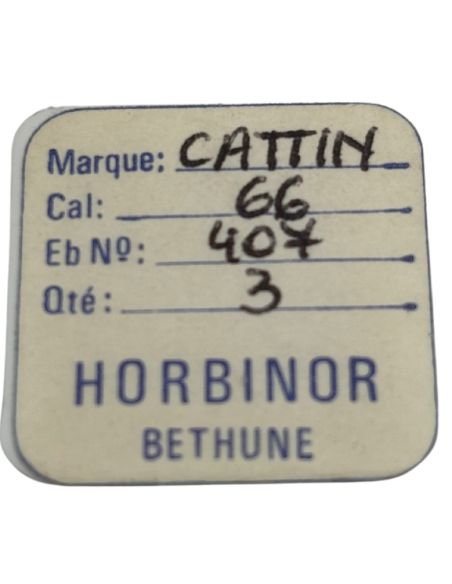 Marque: CATTIN
Cal: 66
Eb Nº: 407
Qté: 3
HORBINOR
BETHUNE